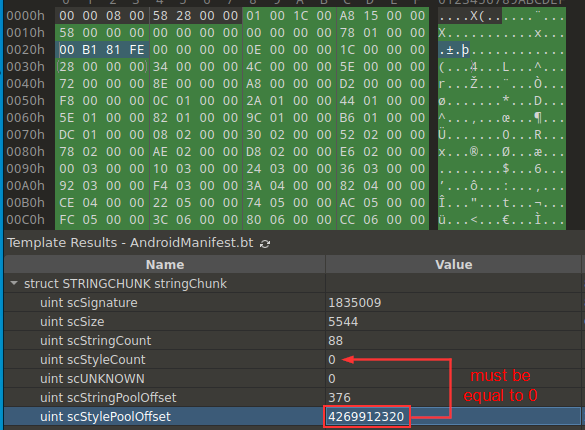 0000h 00 00 08 00 58 28 00 00 01 00 1C 00 A8 15 00 00 ....X(......¨...
0010h 58 00 00 00 00 00 00 00 00 00 00 00 78 01 00 00 X...........x...
0020h 00 B1 81 FE 00 00 00 00 0E 00 00 00 1C 00 00 00 .±.þ............
0030h 28 00 00 00 34 00 00 00 4C 00 00 00 5E 00 00 00 (...4...L...^...
0040h 72 00 00 00 8E 00 00 00 A8 00 00 00 D2 00 00 00 r...Ž...¨...Ò...
0050h F8 00 00 00 0C 01 00 00 2A 01 00 00 44 01 00 00 ø.......*...D...
0060h 5E 01 00 00 82 01 00 00 9C 01 00 00 B6 01 00 00 ^...‚...œ...¶...
0070h DC 01 00 00 08 02 00 00 30 02 00 00 52 02 00 00 Ü.......0...R...
0080h 78 02 00 00 AE 02 00 00 D8 02 00 00 E6 02 00 00 x...®...Ø...æ...
0090h 00 03 00 00 10 03 00 00 24 03 00 00 36 03 00 00 ........$...6...
00A0h 92 03 00 00 F4 03 00 00 3A 04 00 00 82 04 00 00 ’...ô...:...‚...
00B0h CE 04 00 00 22 05 00 00 74 05 00 00 AC 05 00 00 Î..."...t...¬...
00C0h FC 05 00 00 3C 06 00 00 80 06 00 00 CC 06 00 00 ü...<...€...Ì...
Template Results - AndroidManifest.bt
Name Value
struct STRINGCHUNK stringChunk
uint scSignature 1835009
uint scSize 5544
uint scStringCount 88
uint scStyleCount 0
must be
equal to 0
uint scUNKNOWN 0
uint scStringPoolOffset 376
uint scStylePoolOffset 4269912320